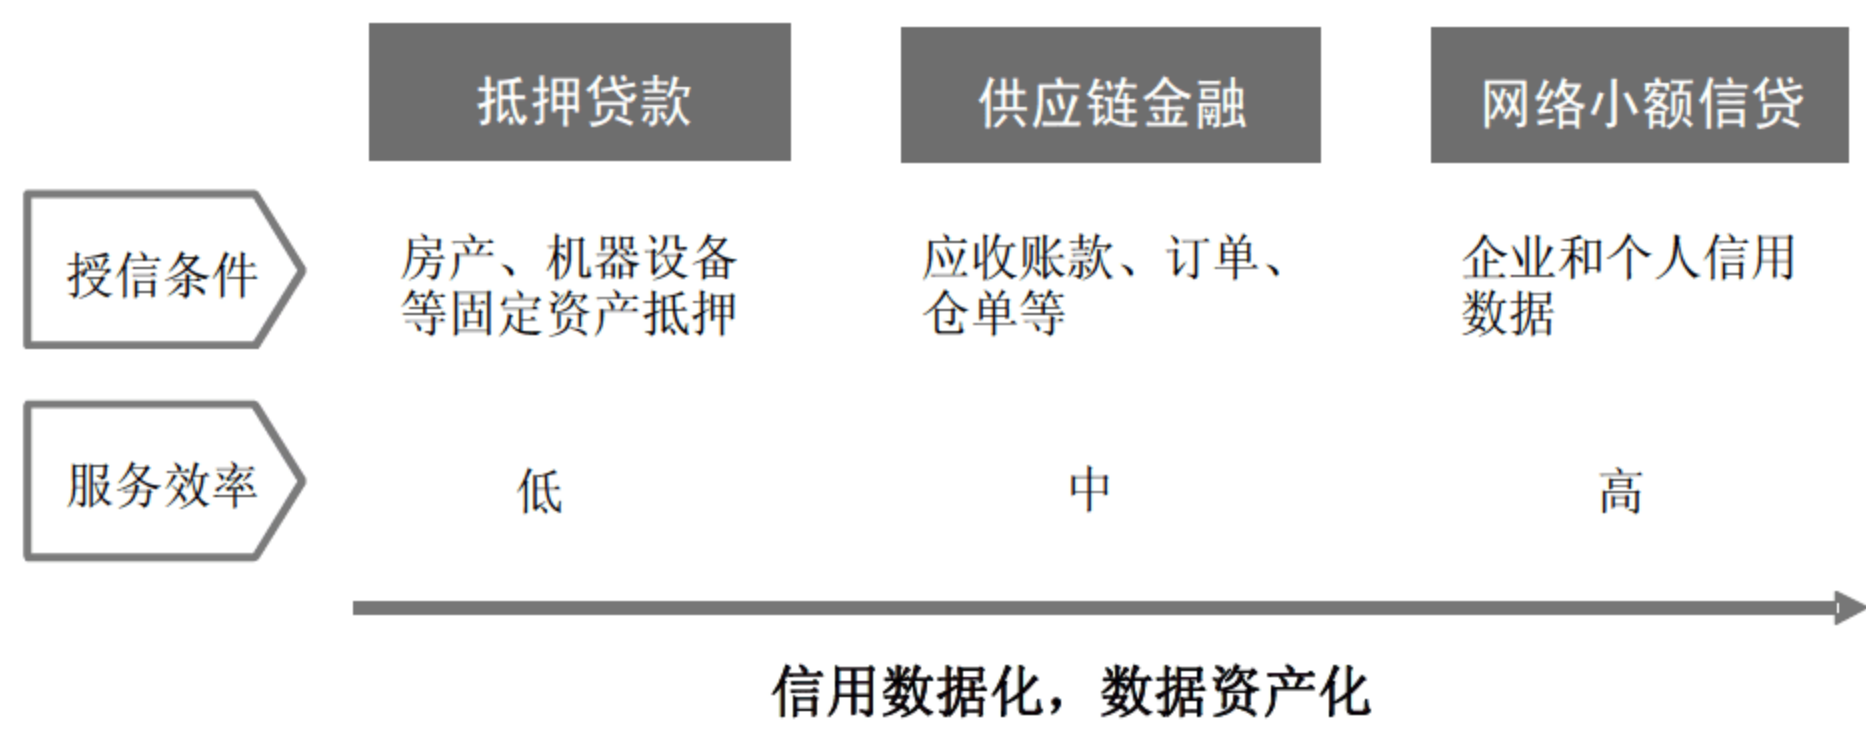 抵押贷款
供应链金融
网络小额信贷
授信条件
房产、机器设备
等固定资产抵押
应收账款、订单、
仓单等
企业和个人信用
数据
服务效率
低
中
高
信用数据化，数据资产化